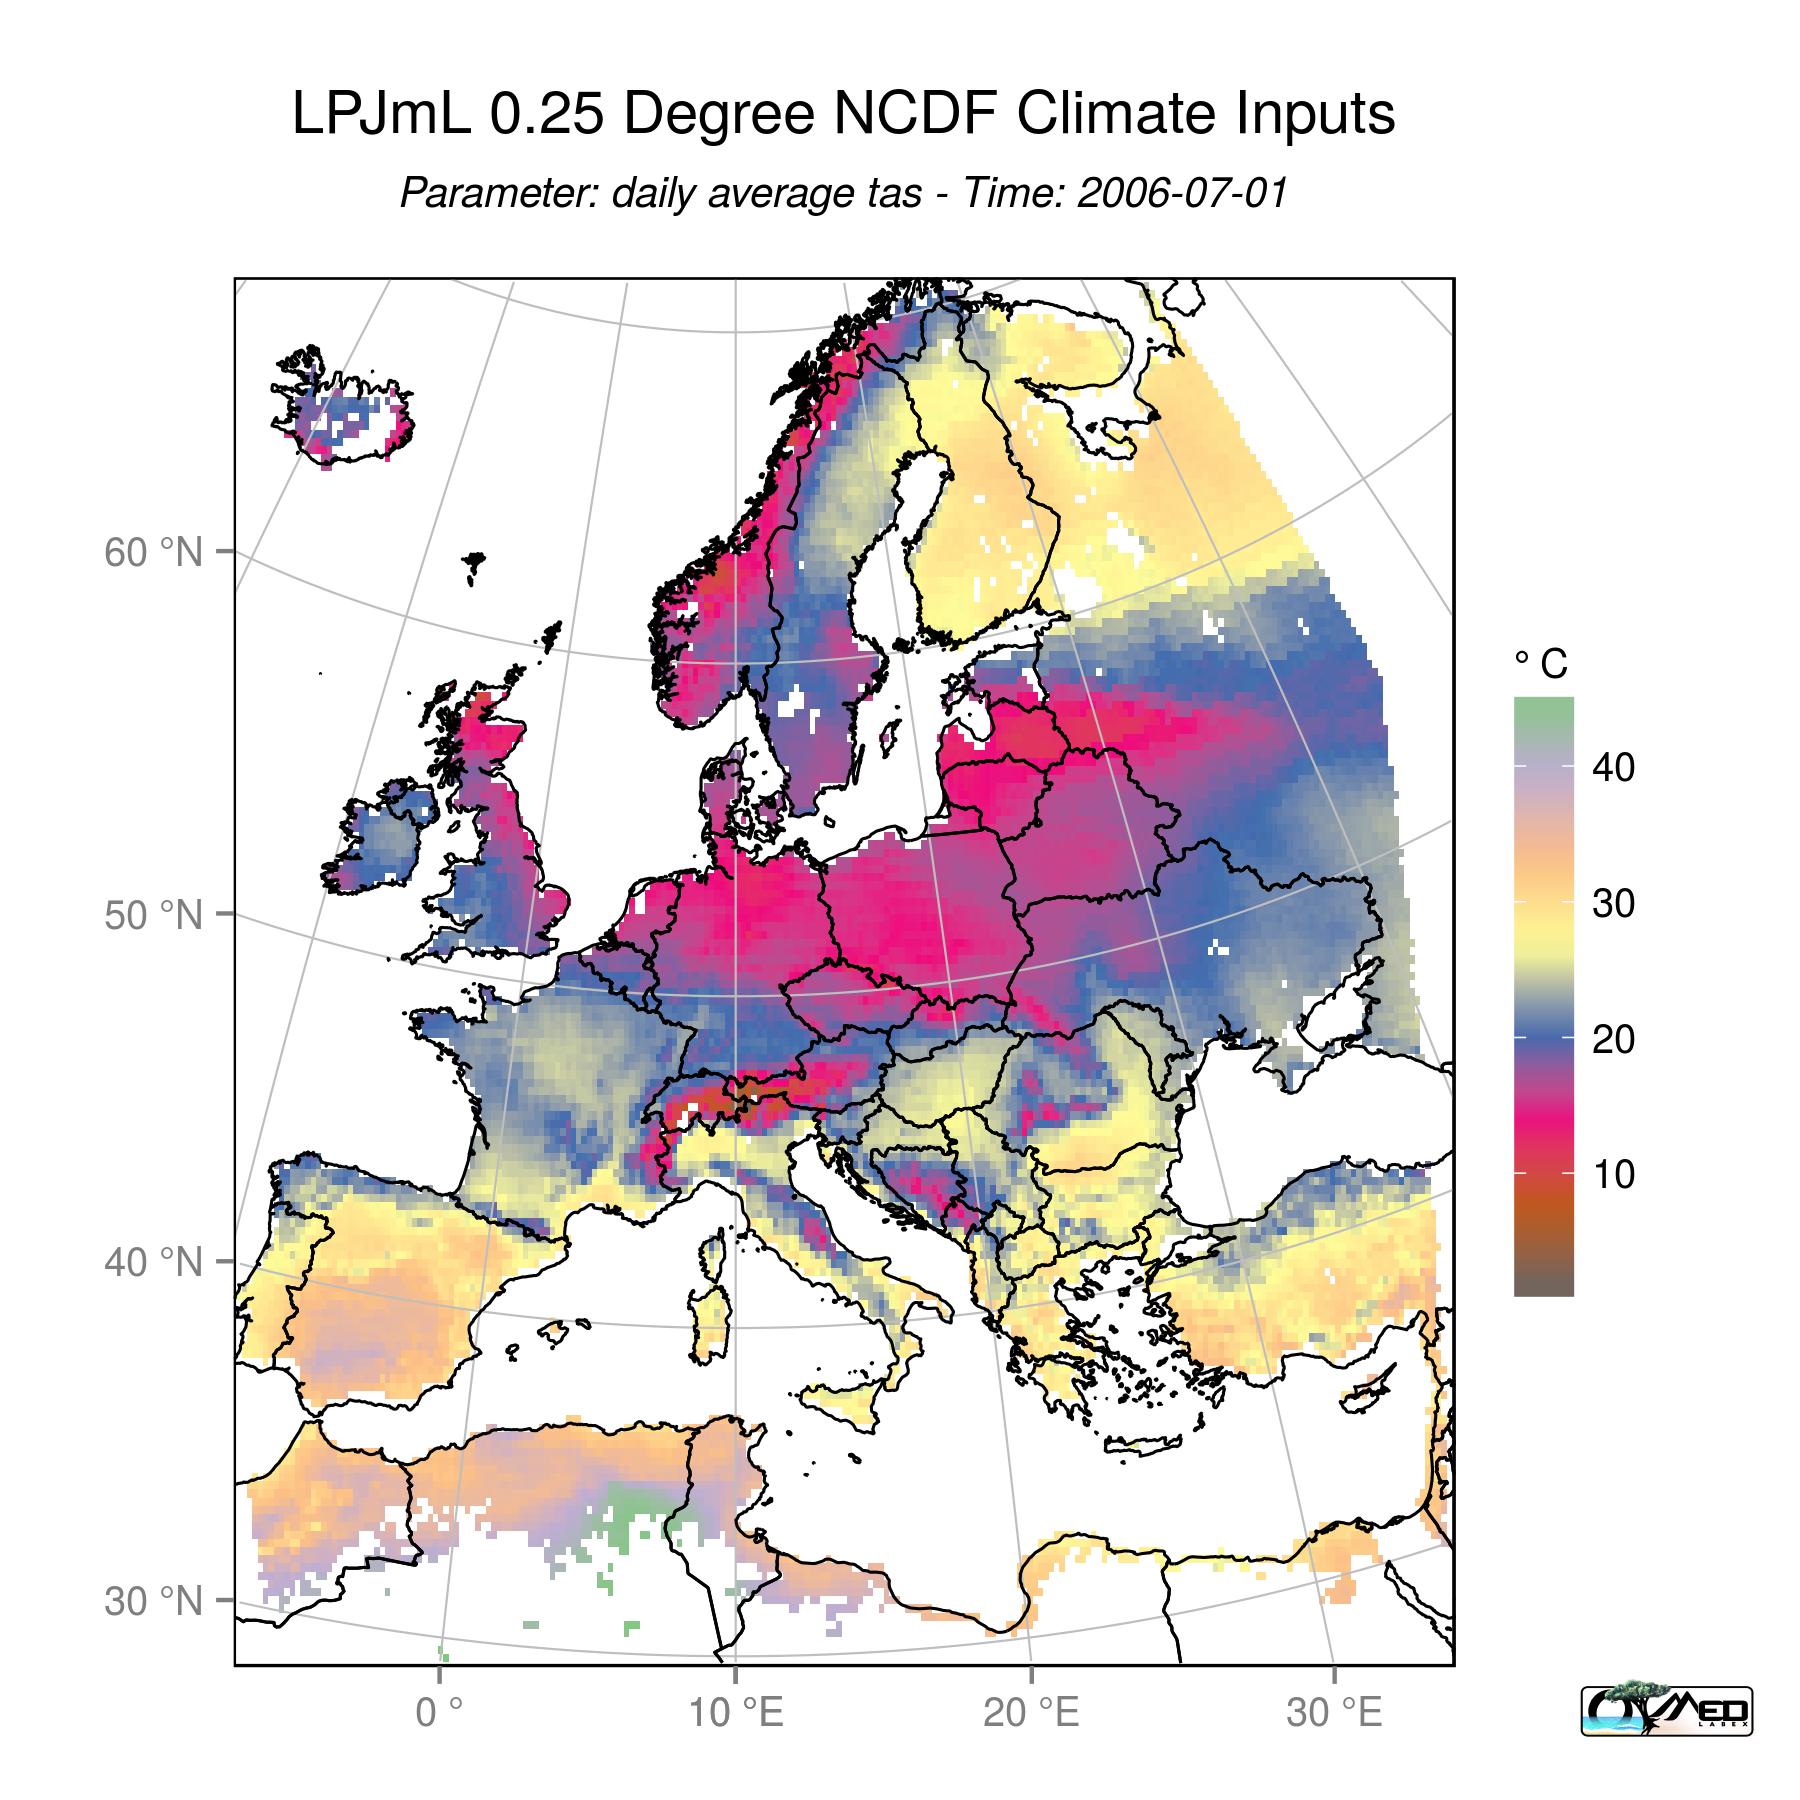 LPJmL 0.25 Degree NCDF Climate Inputs
Parameter: daily average tas - Time: 2006-07-01
° C
40
30
20
10
60 °N
50 °N
40 °N
30 °N
0 °
10 °E
20 °E
30 °E
OTMED
LABEX